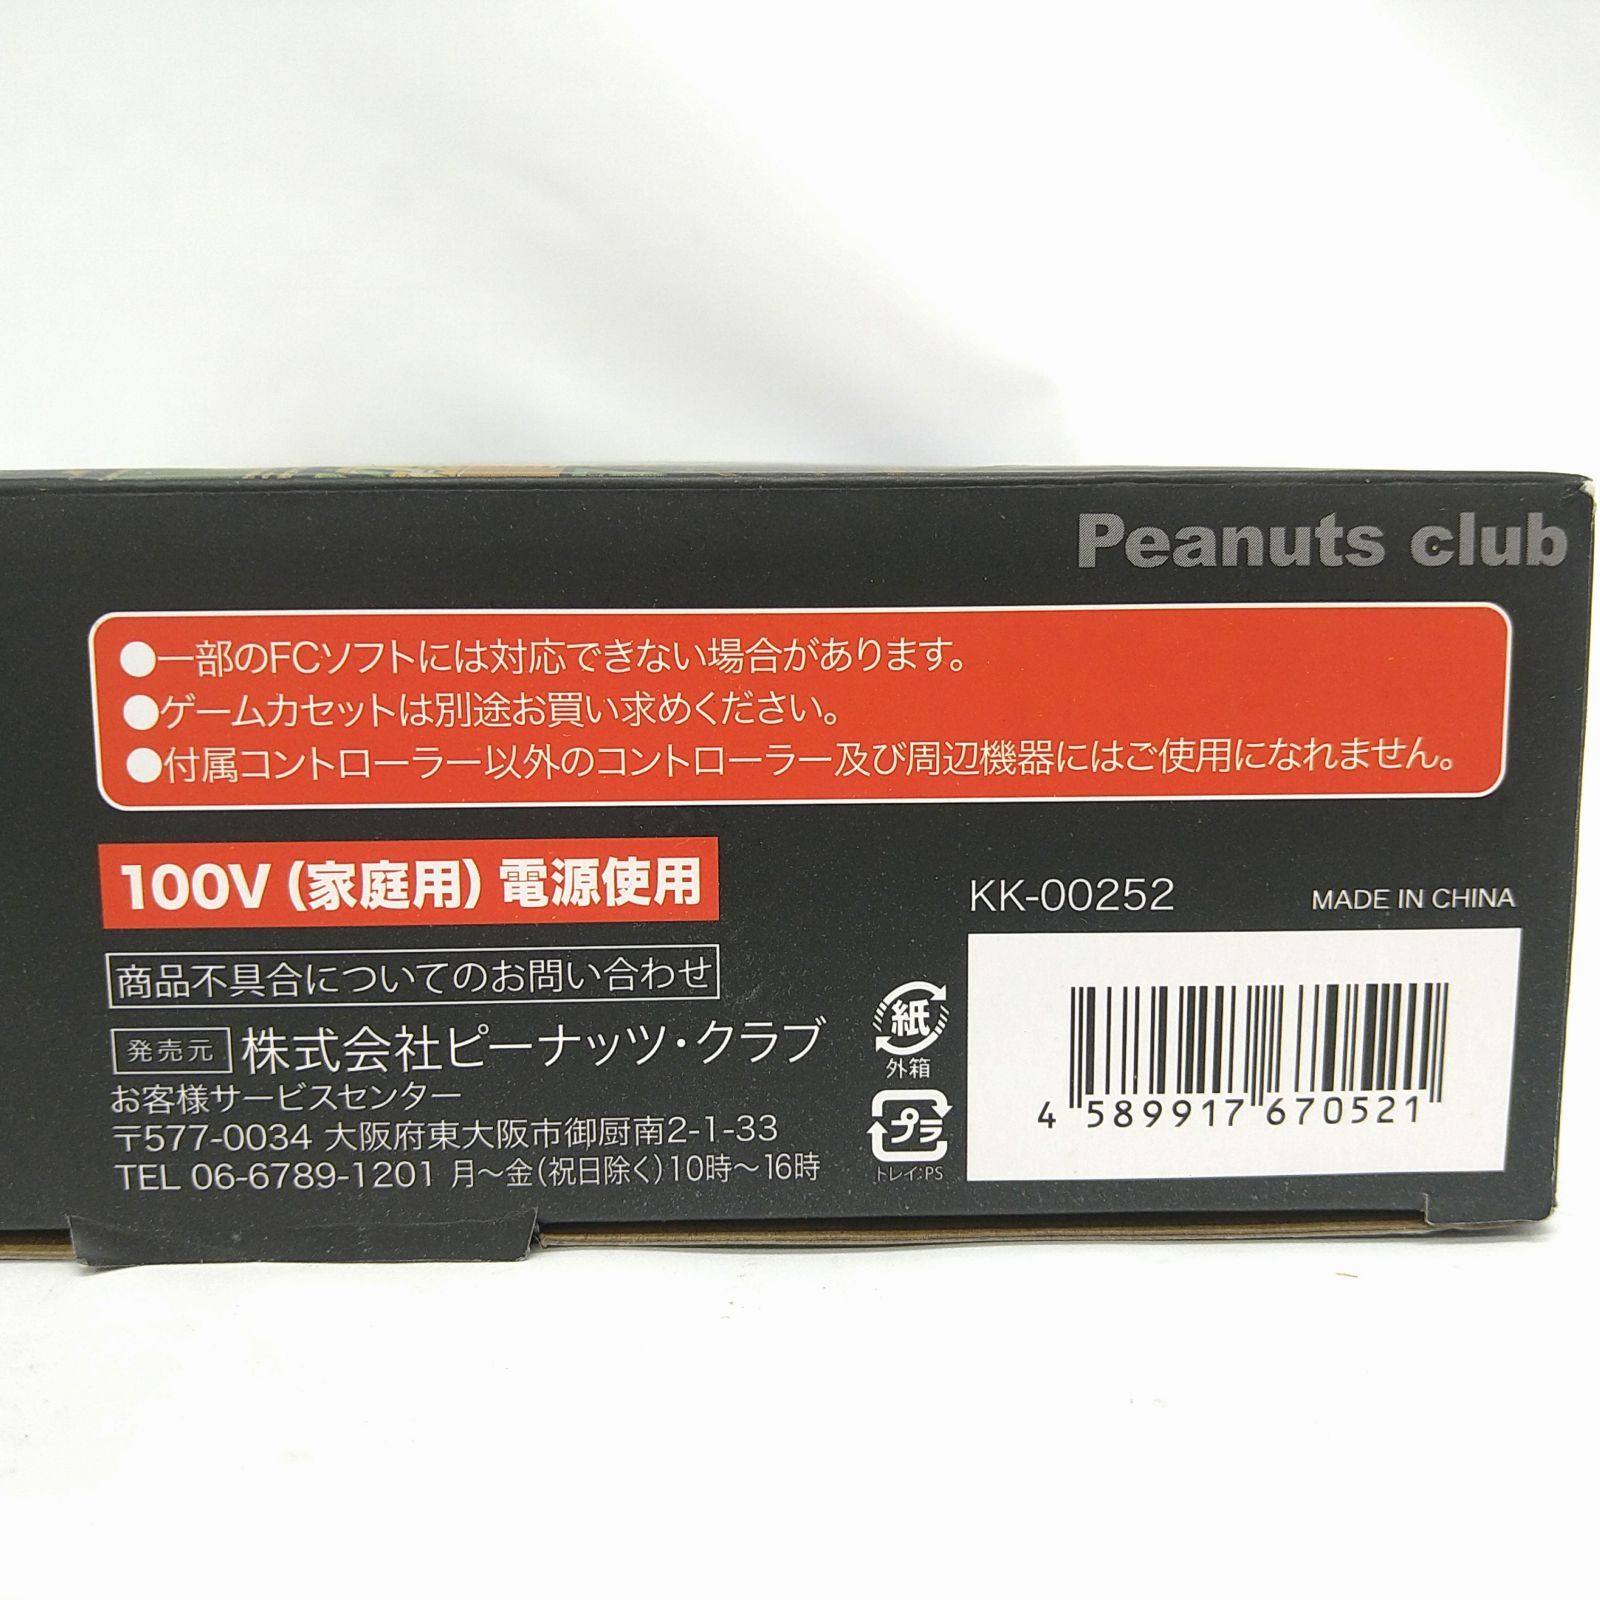 Peanuts club
●一部のFCソフトには対応できない場合があります。
●ゲームカセットは別途お買い求めください。
●付属コントローラー以外のコントローラー及び周辺機器にはご使用になれません。
100V(家庭用)電源使用
KK-00252
MADE IN CHINA
商品不具合についてのお問い合わせ
発売元 株式会社ピーナッツ・クラブ
お客様サービスセンター
〒577-0034 大阪府東大阪市御厨南2-1-33
TEL 06-6789-1201 月〜金(祝日除く)10時〜16時
紙
外箱
プラ
トレイ:PS
4 589917 670521